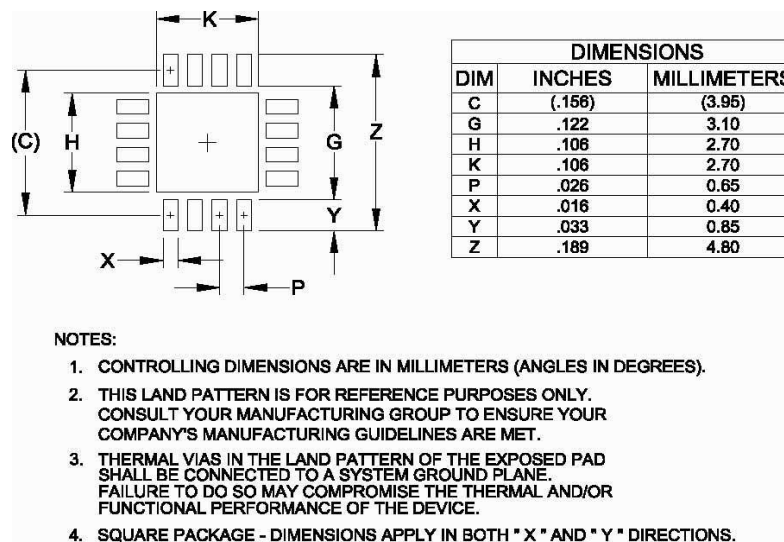 K
(C) H G Z
Y
X P
DIMENSIONS
DIM INCHES MILLIMETERS
C (.156) (3.95)
G .122 3.10
H .106 2.70
K .106 2.70
P .026 0.65
X .016 0.40
Y .033 0.85
Z .189 4.80
NOTES:
1. CONTROLLING DIMENSIONS ARE IN MILLIMETERS (ANGLES IN DEGREES).
2. THIS LAND PATTERN IS FOR REFERENCE PURPOSES ONLY.
CONSULT YOUR MANUFACTURING GROUP TO ENSURE YOUR
COMPANY'S MANUFACTURING GUIDELINES ARE MET.
3. THERMAL VIAS IN THE LAND PATTERN OF THE EXPOSED PAD
SHALL BE CONNECTED TO A SYSTEM GROUND PLANE.
FAILURE TO DO SO MAY COMPROMISE THE THERMAL AND/OR
FUNCTIONAL PERFORMANCE OF THE DEVICE.
4. SQUARE PACKAGE - DIMENSIONS APPLY IN BOTH " X " AND " Y " DIRECTIONS.